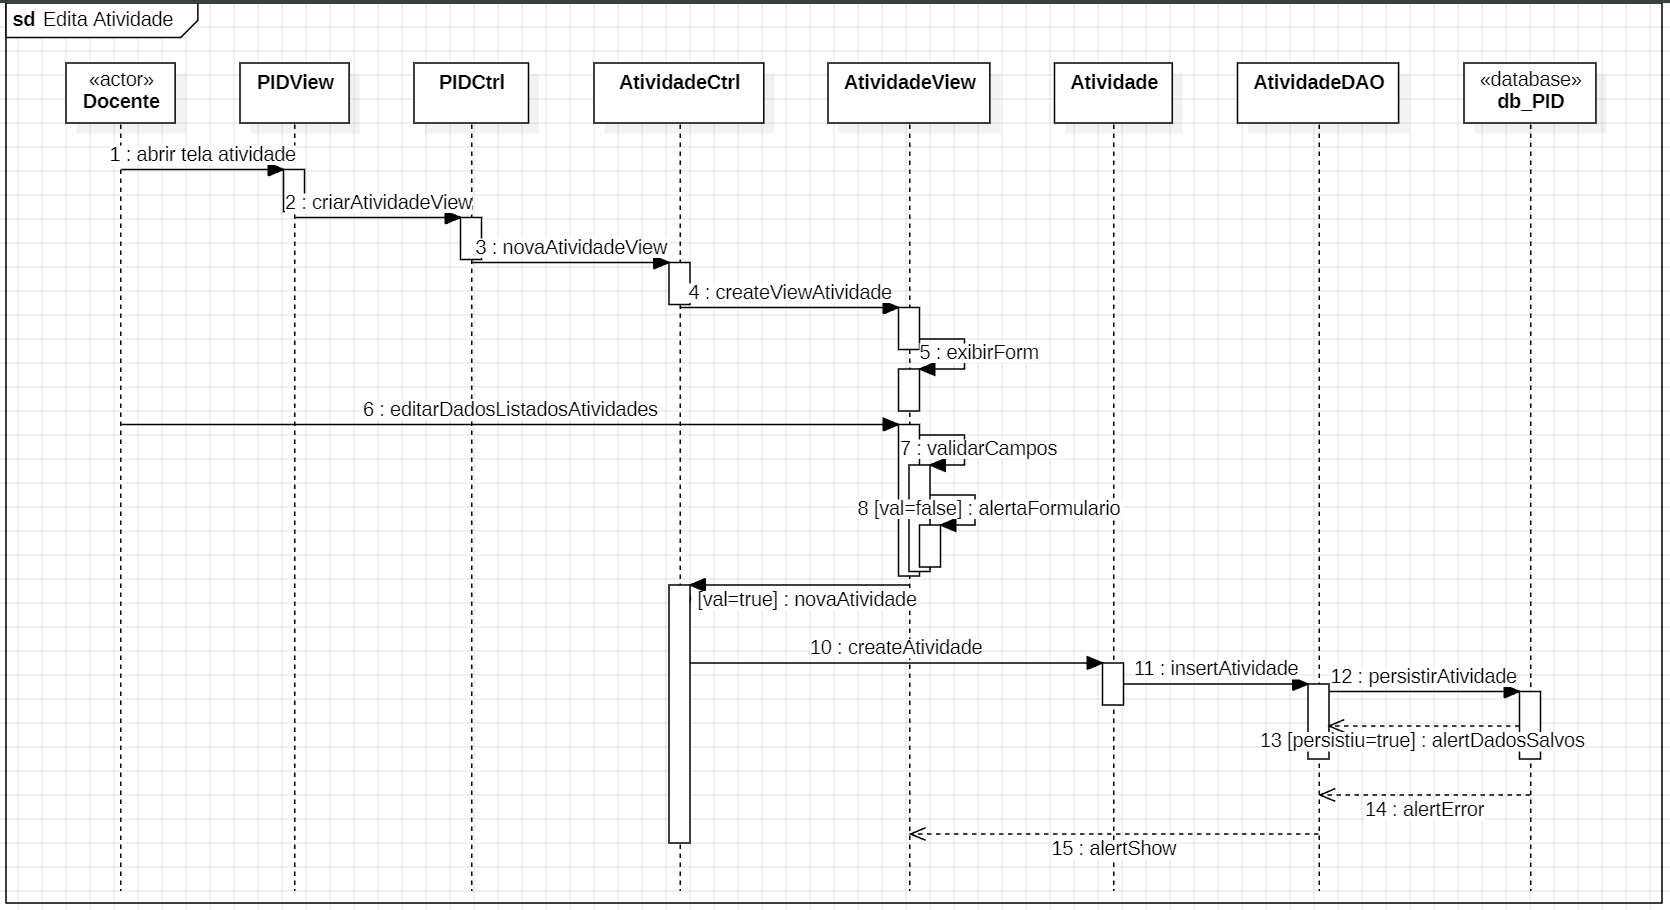 sd Edita Atividade
«actor»
Docente
PIDView
PIDCtrl
AtividadeCtrl
AtividadeView
Atividade
AtividadeDAO
«database»
db_PID
1 : abrir tela atividade
2 : criarAtividadeView
3 : novaAtividadeView
4 : createViewAtividade
5 : exibirForm
6 : editarDadosListadosAtividades
7 : validarCampos
8 [val=false] : alertaFormulario
[val=true] : novaAtividade
10 : createAtividade
11 : insertAtividade
12 : persistirAtividade
13 [persistiu=true] : alertDadosSalvos
14 : alertError
15 : alertShow